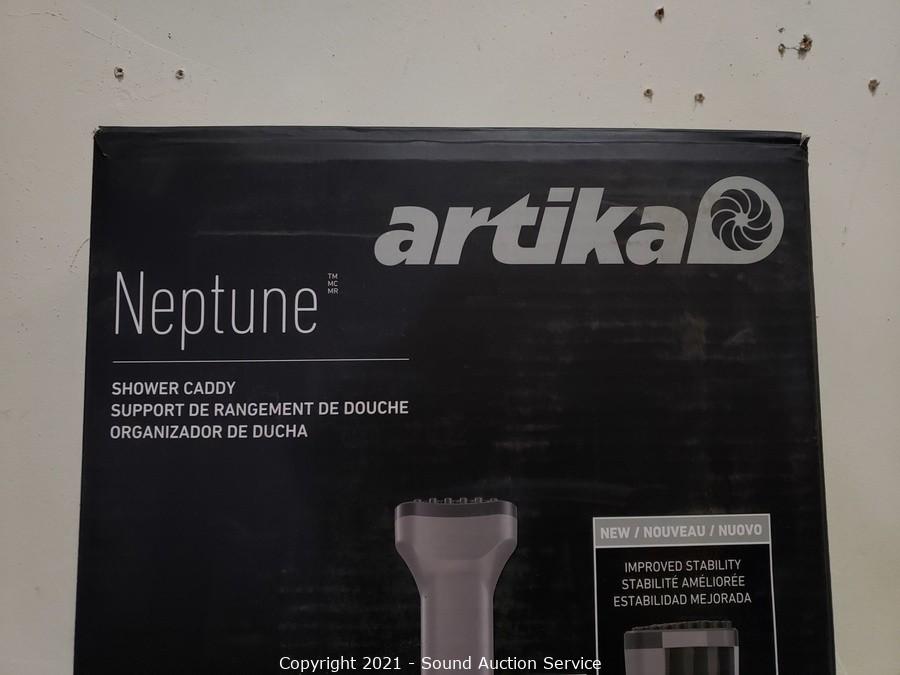 artika
Neptune
TM
MC
MR
SHOWER CADDY
SUPPORT DE RANGEMENT DE DOUCHE
ORGANIZADOR DE DUCHA
NEW / NOUVEAU / NUOVO
IMPROVED STABILITY
STABILITÉ AMÉLIORÉE
ESTABILIDAD MEJORADA
Copyright 2021 - Sound Auction Service